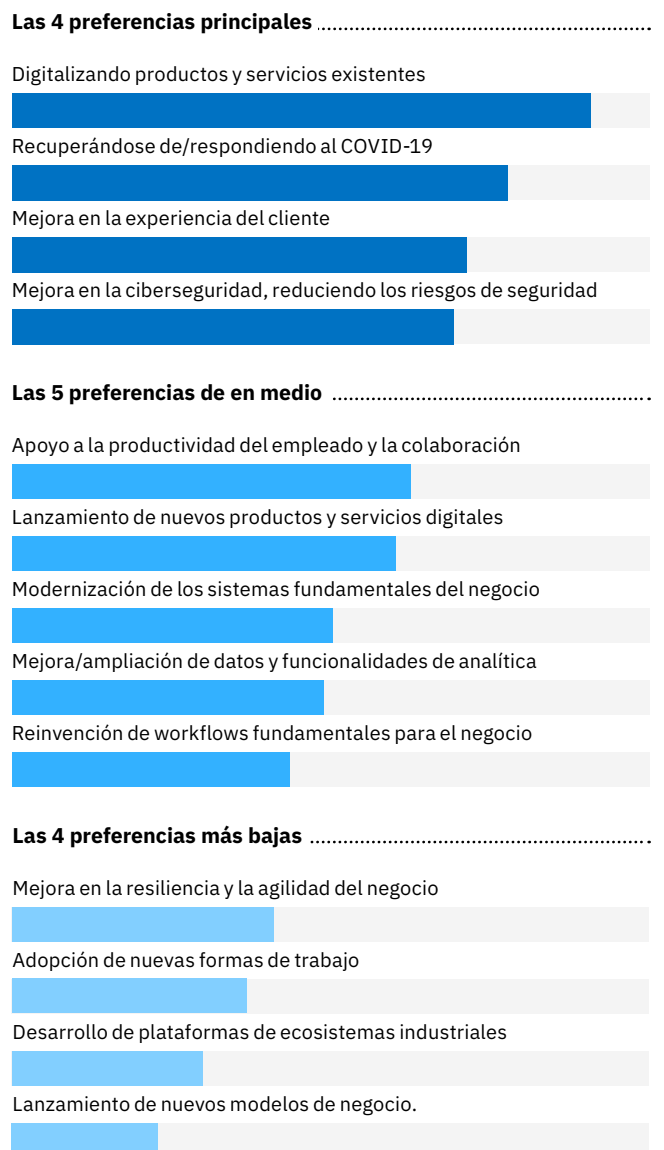 Las 4 preferencias principales
Digitalizando productos y servicios existentes
Recuperándose de/respondiendo al COVID-19
Mejora en la experiencia del cliente
Mejora en la ciberseguridad, reduciendo los riesgos de seguridad
Las 5 preferencias de en medio
Apoyo a la productividad del empleado y la colaboración
Lanzamiento de nuevos productos y servicios digitales
Modernización de los sistemas fundamentales del negocio
Mejora/ampliación de datos y funcionalidades de analítica
Reinvención de workflows fundamentales para el negocio
Las 4 preferencias más bajas
Mejora en la resiliencia y la agilidad del negocio
Adopción de nuevas formas de trabajo
Desarrollo de plataformas de ecosistemas industriales
Lanzamiento de nuevos modelos de negocio.